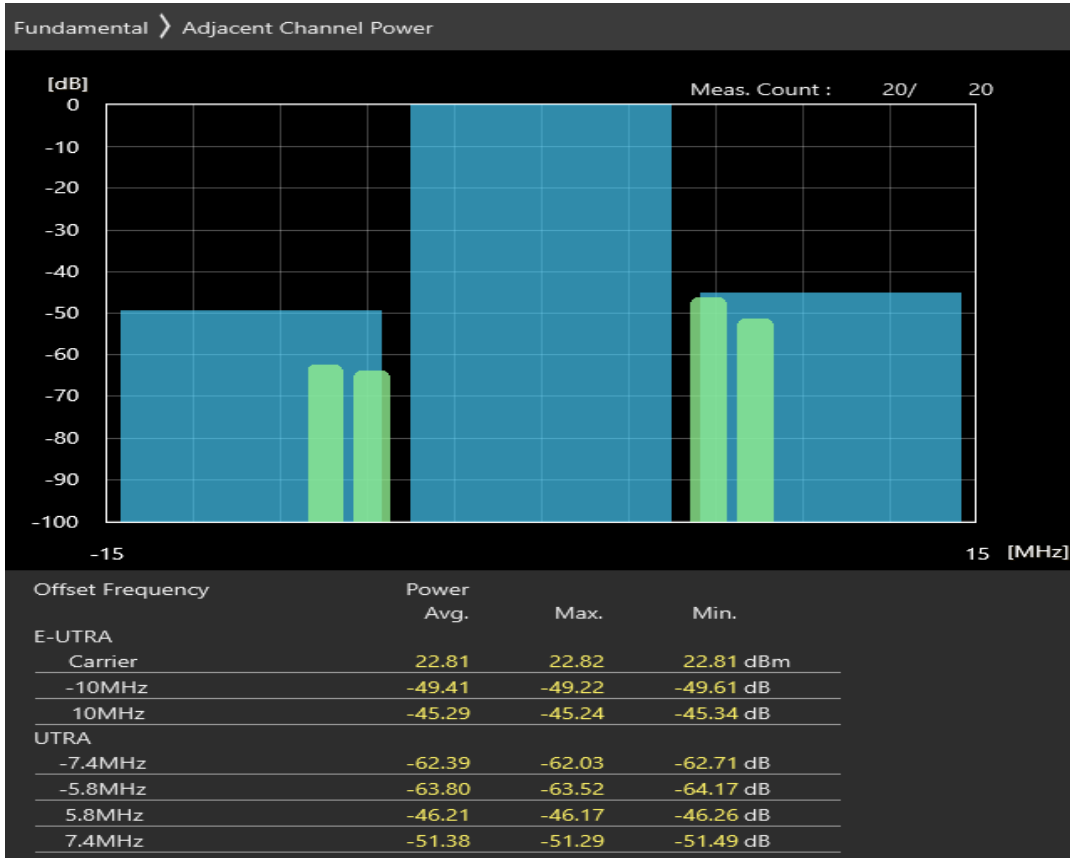 Fundamental 〉 Adjacent Channel Power
[dB]
Meas. Count : 20/ 20
0
-10
-20
-30
-40
-50
-60
-70
-80
-90
-100
-15 15 [MHz]
Offset Frequency Power
Avg. Max. Min.
E-UTRA
Carrier 22.81 22.82 22.81 dBm
-10MHz -49.41 -49.22 -49.61 dB
10MHz -45.29 -45.24 -45.34 dB
UTRA
-7.4MHz -62.39 -62.03 -62.71 dB
-5.8MHz -63.80 -63.52 -64.17 dB
5.8MHz -46.21 -46.17 -46.26 dB
7.4MHz -51.38 -51.29 -51.49 dB